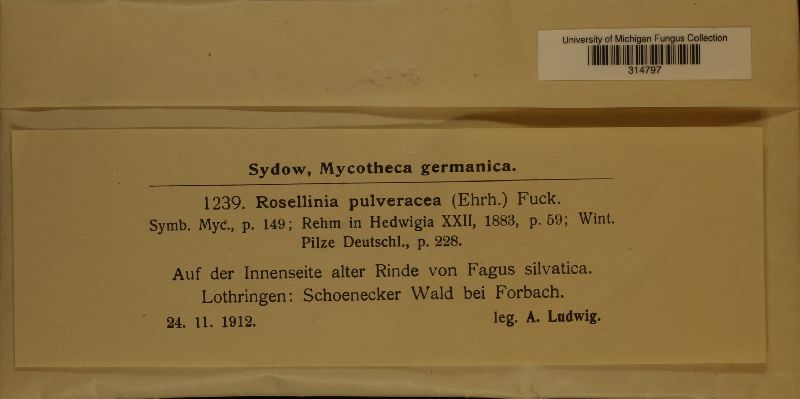 University of Michigan Fungus Collection
314797
Sydow, Mycotheca germanica.
1239. Rosellinia pulveracea (Ehrh.) Fuck.
Symb. Myc., p. 149; Rehm in Hedwigia XXII, 1883, p. 59; Wint.
Pilze Deutschl., p. 228.
Auf der Innenseite alter Rinde von Fagus silvatica.
Lothringen: Schoenecker Wald bei Forbach.
24. 11. 1912. leg. A. Ludwig.